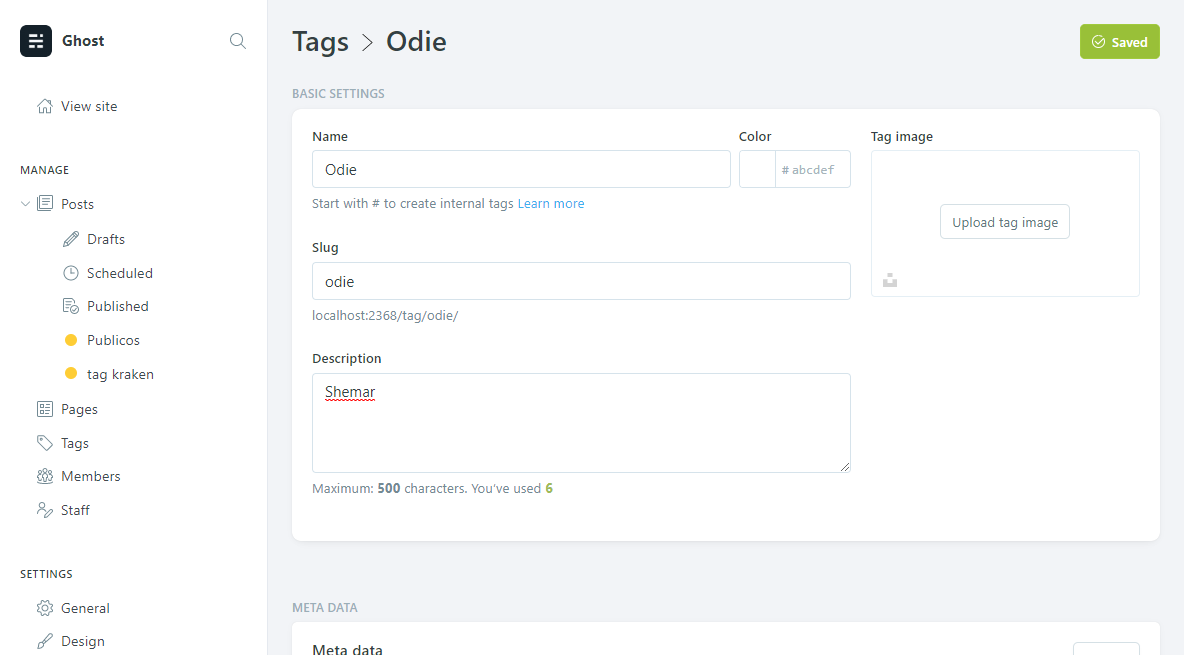 Ghost
View site
MANAGE
Posts
Drafts
Scheduled
Published
Publicos
tag kraken
Pages
Tags
Members
Staff
SETTINGS
General
Design
Tags > Odie
Saved
BASIC SETTINGS
Name
Odie
Start with # to create internal tags Learn more
Color
# abcdef
Tag image
Upload tag image
Slug
odie
localhost:2368/tag/odie/
Description
Shemar
Maximum: 500 characters. You’ve used 6
META DATA
Meta data